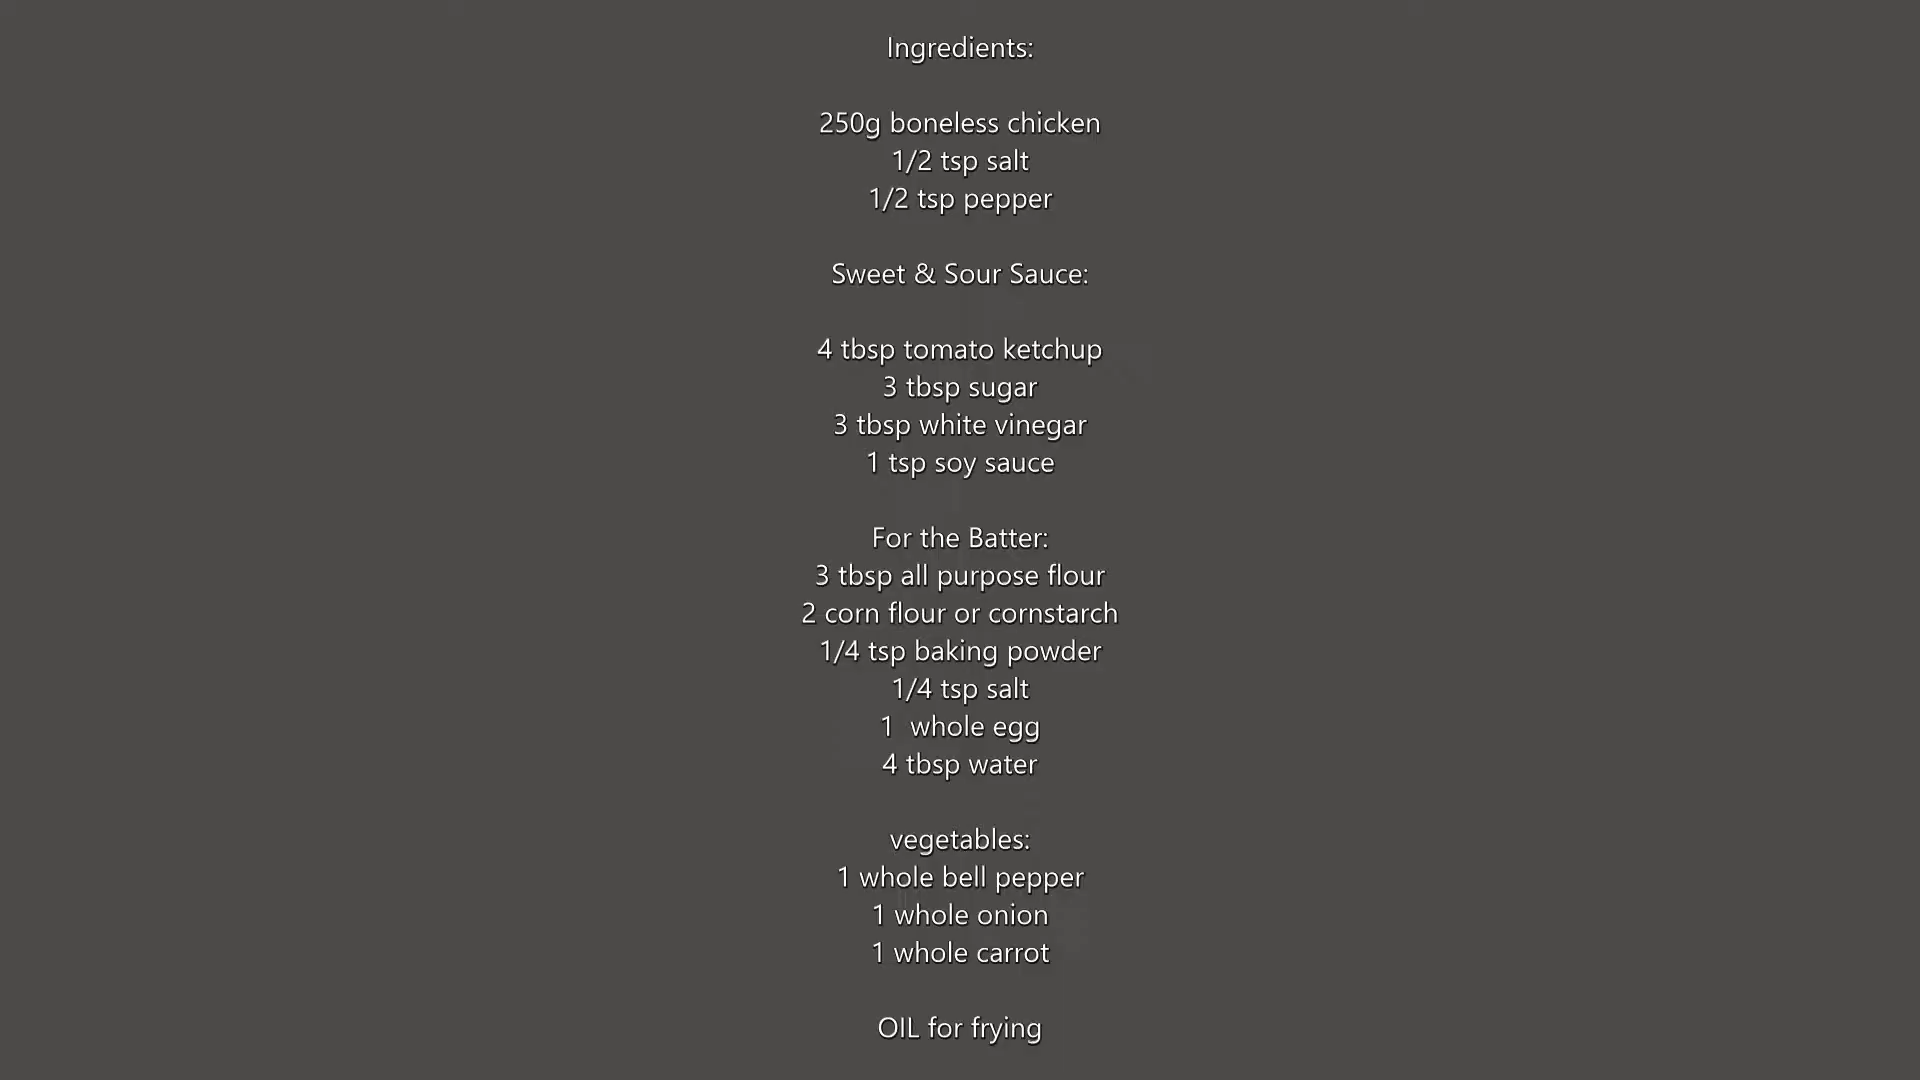 Ingredients:
250g boneless chicken
1/2 tsp salt
1/2 tsp pepper
Sweet & Sour Sauce:
4 tbsp tomato ketchup
3 tbsp sugar
3 tbsp white vinegar
1 tsp soy sauce
For the Batter:
3 tbsp all purpose flour
2 corn flour or cornstarch
1/4 tsp baking powder
1/4 tsp salt
1  whole egg
4 tbsp water
vegetables:
1 whole bell pepper
1 whole onion
1 whole carrot
OIL for frying